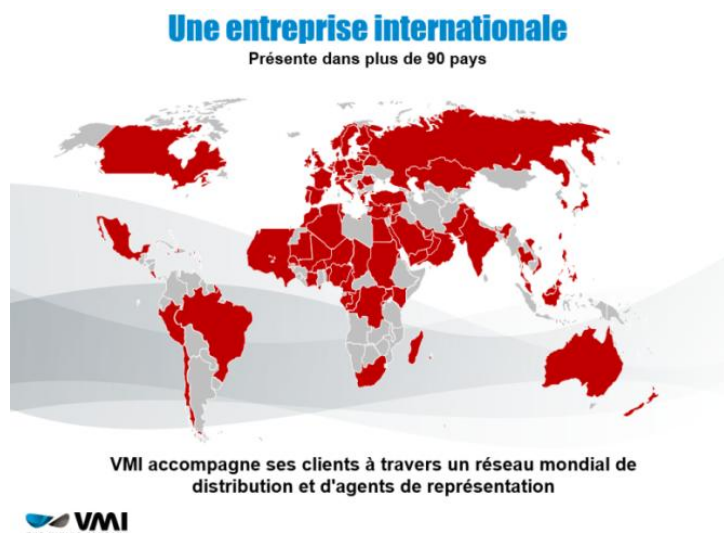 Une entreprise internationale
Présente dans plus de 90 pays
VMI accompagne ses clients à travers un réseau mondial de
distribution et d'agents de représentation
VMI